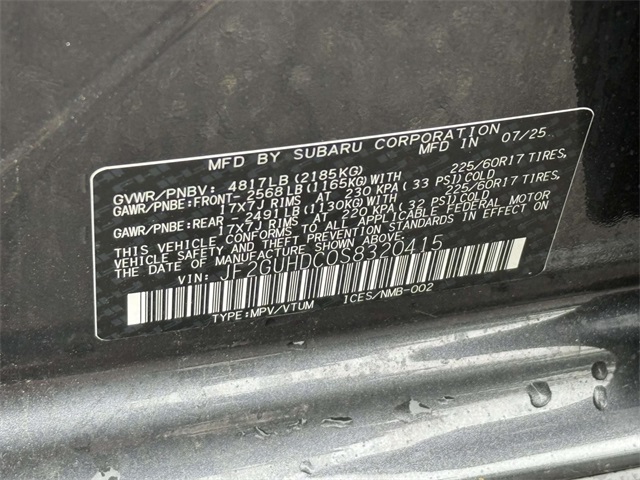 MFD BY SUBARU CORPORATION 07/25
GVWR/PNBV: 4817LB(2185KG) MFD IN
GAWR/PNBE:FRONT- 2568LB(1165KG)WITH 225/60R17 TIRES,
17X7J RIMS AT 230 KPA(33 PSI)COLD
GAWR/PNBE:REAR - 2491LB(1130KG)WITH 225/60R17 TIRES,
17X7J RIMS AT 220 KPA(32 PSI)COLD
THIS VEHICLE CONFORMS TO ALL APPLICABLE FEDERAL MOTOR
VEHICLE SAFETY AND THEFT PREVENTION STANDARDS IN EFFECT ON
THE DATE OF MANUFACTURE SHOWN ABOVE.
VIN: JF2GUHDC0S8320415
TYPE:MPV/VTUM ICES/NMB-002